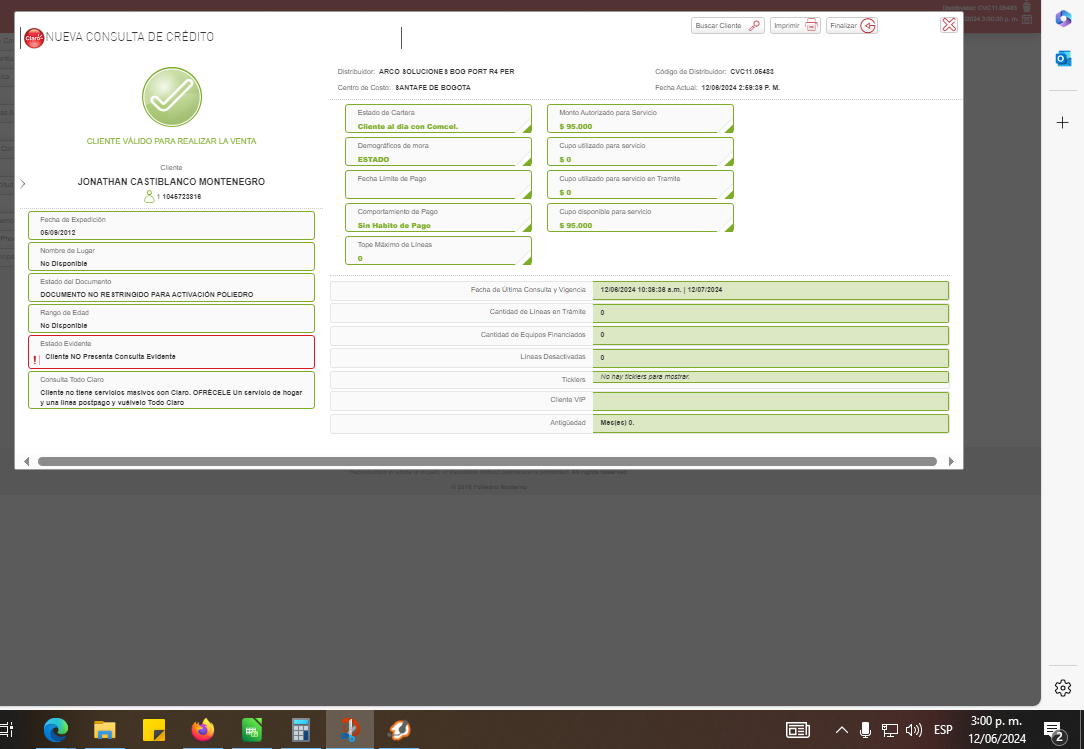 Claro
NUEVA CONSULTA DE CRÉDITO
Buscar Cliente
Imprimir
Finalizar
CLIENTE VÁLIDO PARA REALIZAR LA VENTA
Cliente
JONATHAN CASTIBLANCO MONTENEGRO
1 1045723816
Fecha de Expedición
05/09/2012
Nombre de Lugar
No Disponible
Estado del Documento
DOCUMENTO NO RESTRINGIDO PARA ACTIVACIÓN POLIEDRO
Rango de Edad
No Disponible
Estado Evidente
! Cliente NO Presenta Consulta Evidente
Consulta Todo Claro
Cliente no tiene servicios masivos con Claro. OFRÉCELE Un servicio de hogar
y una linea postpago y vuélvelo Todo Claro
Distribuidor: ARCO SOLUCIONES BOG PORT R4 PER
Código de Distribuidor: CVC11.05483
Centro de Costo: SANTAFE DE BOGOTA
Fecha Actual: 12/06/2024 2:59:39 P. M.
Estado de Cartera
Cliente al dia con Comcel.
Monto Autorizado para Servicio
$ 95.000
Demográficos de mora
ESTADO
Cupo utilizado para servicio
$ 0
Fecha Límite de Pago
Cupo utilizado para servicio en Tramite
$ 0
Comportamiento de Pago
Sin Habito de Pago
Cupo disponible para servicio
$ 95.000
Tope Máximo de Líneas
0
Fecha de Última Consulta y Vigencia 12/06/2024 10:36:36 a.m. | 12/07/2024
Cantidad de Líneas en Trámite 0
Cantidad de Equipos Financiados 0
Líneas Desactivadas 0
Ticklers No hay ticklers para mostrar.
Cliente VIP
Antigüedad Mes(es) 0.
ESP
3:00 p. m.
12/06/2024
2